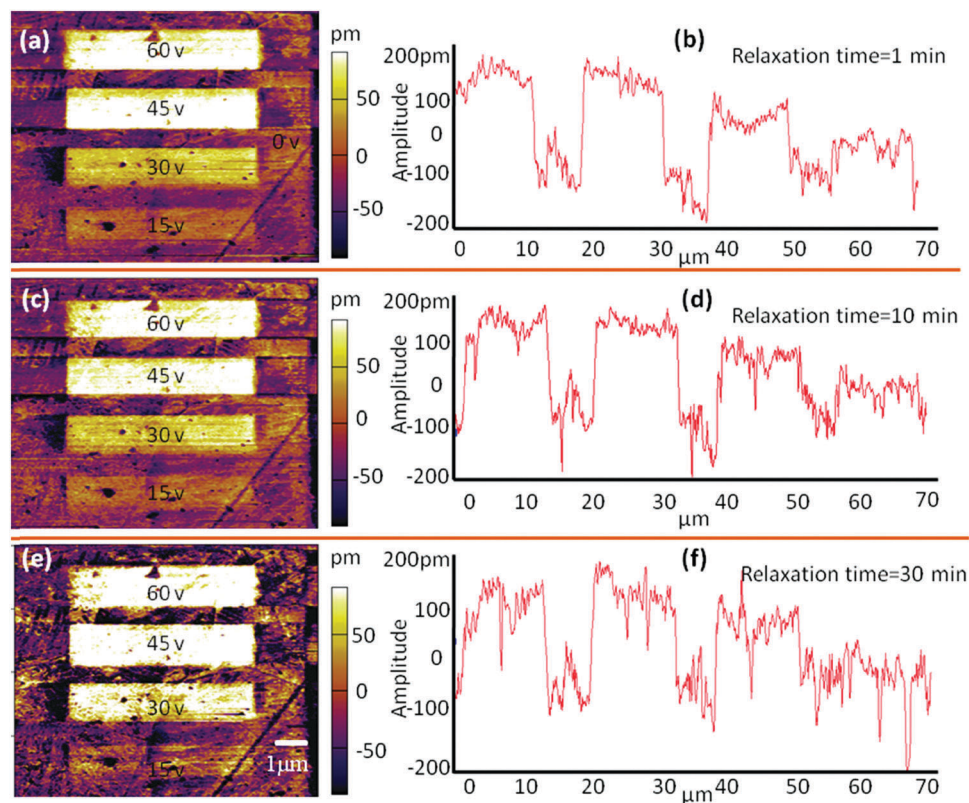 (a)
60 v
45 v
0 v
30 v
15 v
pm
50
0
-50
(b)
Relaxation time=1 min
Amplitude
200pm
100
0
-100
-200
0 10 20 30 40 50 60 70
µm
(c)
60 v
45 v
30 v
15 v
pm
50
0
-50
(d)
Relaxation time=10 min
Amplitude
200pm
100
0
-100
-200
0 10 20 30 40 50 60 70
µm
(e)
60 v
45 v
30 v
15 v
1µm
pm
50
0
-50
(f)
Relaxation time=30 min
Amplitude
200pm
100
0
-100
-200
0 10 20 30 40 50 60 70
µm